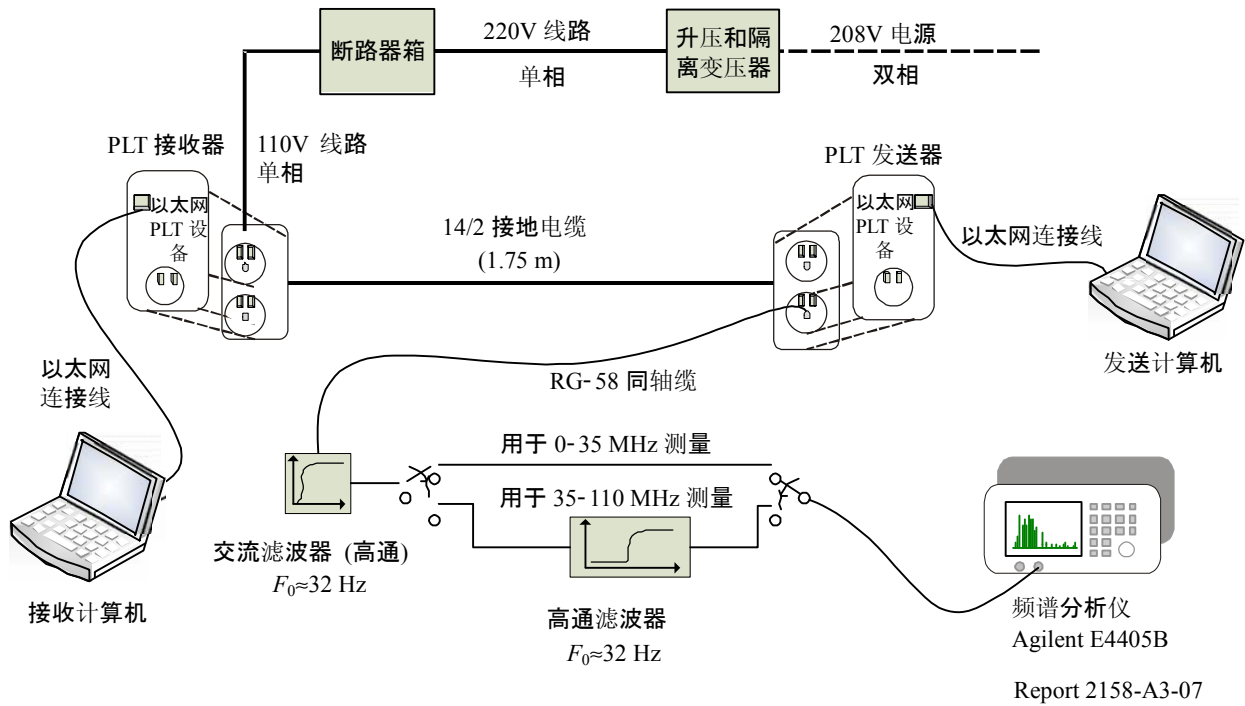 断路器箱
220V 线路
单相
升压和隔
离变压器
208V 电源
双相
PLT 接收器
110V 线路
单相
PLT 发送器
以太网
PLT 设
备
14/2 接地电缆
(1.75 m)
以太网
PLT 设
备
以太网连接线
发送计算机
以太网
连接线
RG-58 同轴缆
用于 0-35 MHz 测量
用于 35-110 MHz 测量
交流滤波器 (高通)
F₀≈32 Hz
接收计算机
高通滤波器
F₀≈32 Hz
频谱分析仪
Agilent E4405B
Report 2158-A3-07